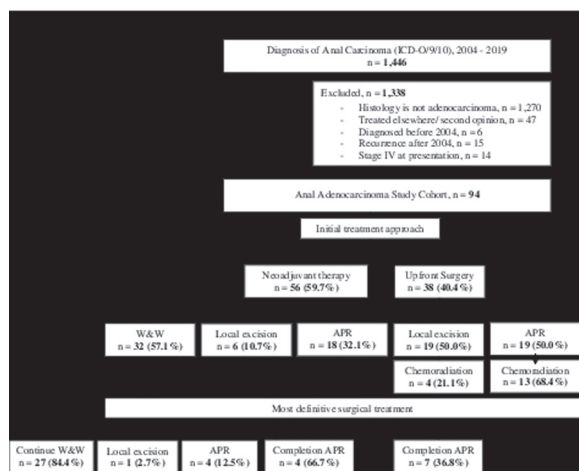 Diagnosis of Anal Carcinoma (ICD-O/9/10), 2004 - 2019
n = 1,446
Excluded, n = 1,338
- Histology is not adenocarcinoma, n = 1,270
- Treated elsewhere/ second opinion, n = 47
- Diagnosed before 2004, n = 6
- Recurrence after 2004, n = 15
- Stage IV at presentation, n = 14
Anal Adenocarcinoma Study Cohort, n = 94
Initial treatment approach
Neoadjuvant therapy
n = 56 (59.7%)
Upfront Surgery
n = 38 (40.4%)
W&W
n = 32 (57.1%)
Local excision
n = 6 (10.7%)
APR
n = 18 (32.1%)
Local excision
n = 19 (50.0%)
APR
n = 19 (50.0%)
Chemoradiation
n = 4 (21.1%)
Chemoradiation
n = 13 (68.4%)
Most definitive surgical treatment
Continue W&W
n = 27 (84.4%)
Local excision
n = 1 (2.7%)
APR
n = 4 (12.5%)
Completion APR
n = 4 (66.7%)
Completion APR
n = 7 (36.8%)